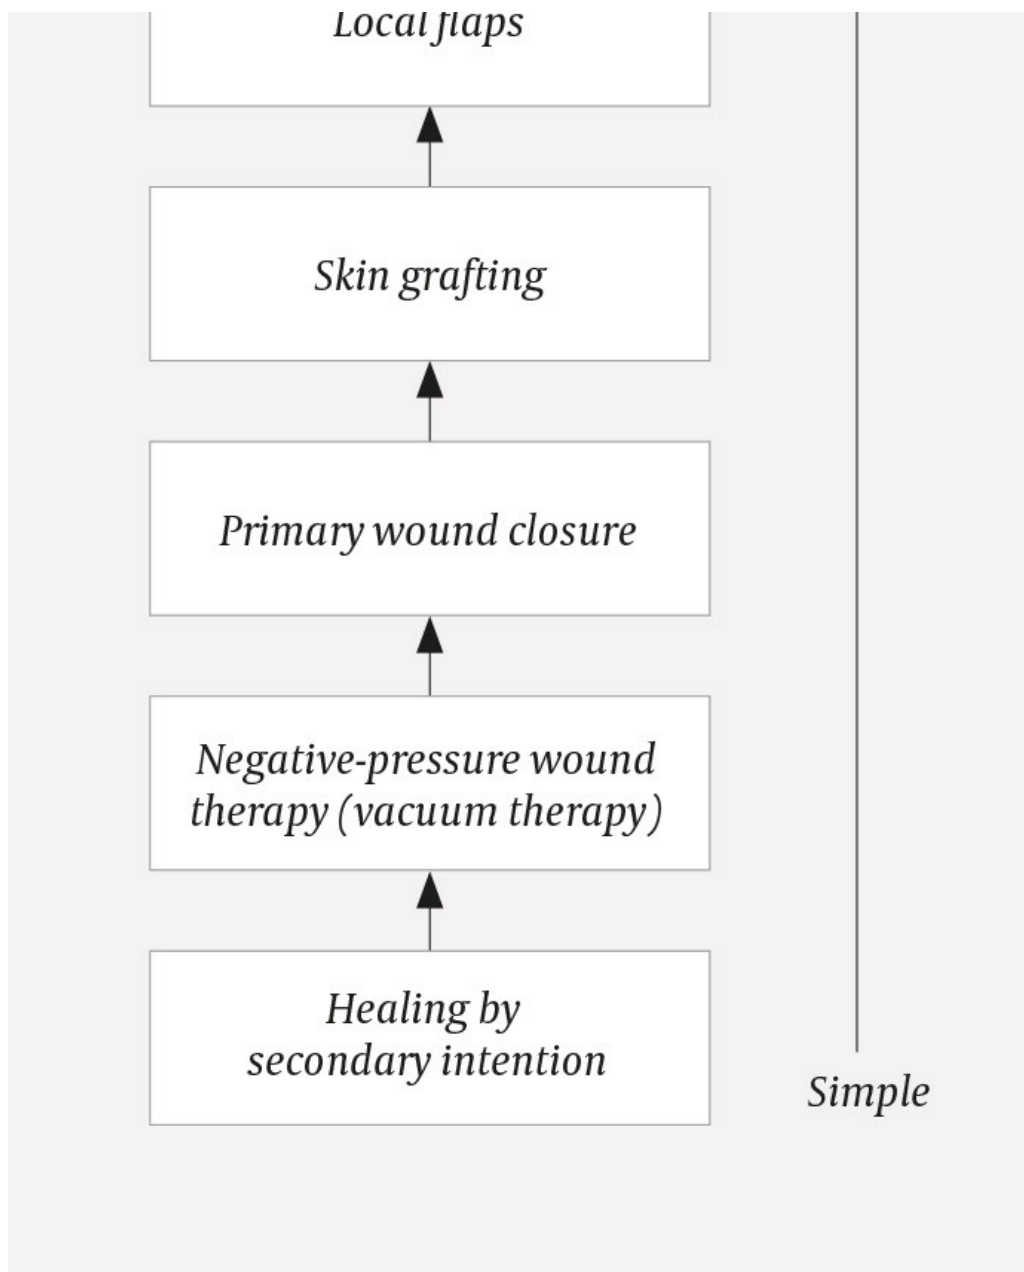 Local flaps
Skin grafting
Primary wound closure
Negative-pressure wound
therapy (vacuum therapy)
Healing by
secondary intention
Simple